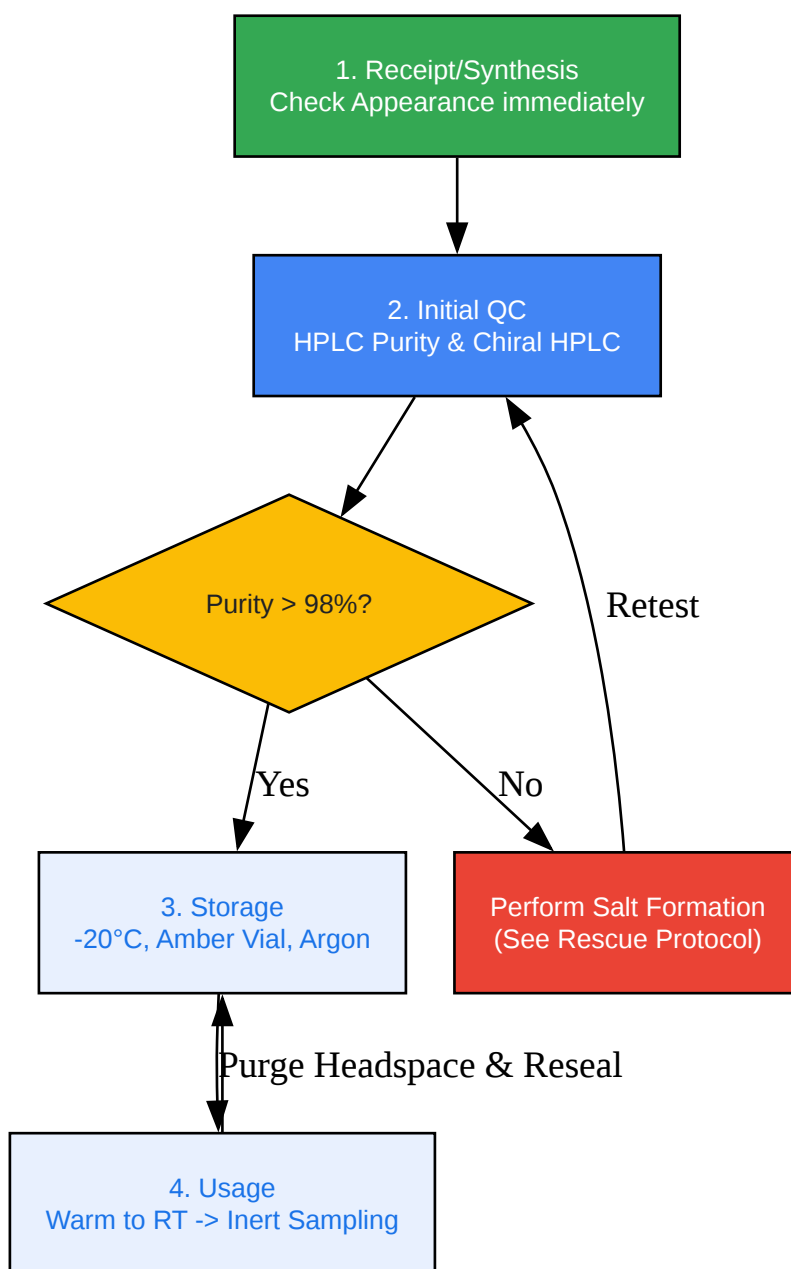 1. Receipt/Synthesis
Check Appearance immediately
2. Initial QC
HPLC Purity & Chiral HPLC
Purity > 98%?
Retest
Yes
No
3. Storage
-20°C, Amber Vial, Argon
Perform Salt Formation
(See Rescue Protocol)
Purge Headspace & Reseal
4. Usage
Warm to RT -> Inert Sampling